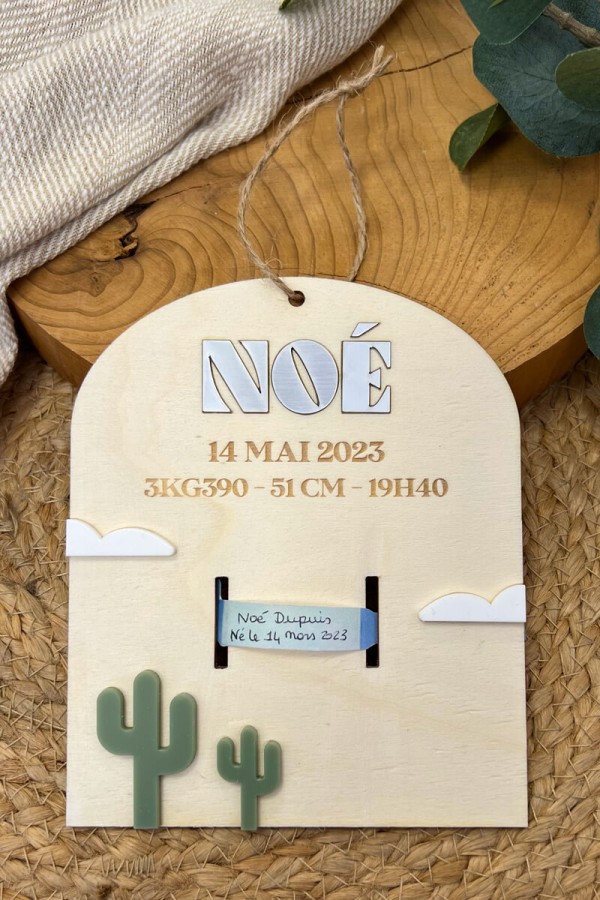 NOÉ
14 MAI 2023
3KG390 - 51 CM - 19H40
Noé Dupuis
Né le 14 mars 2023